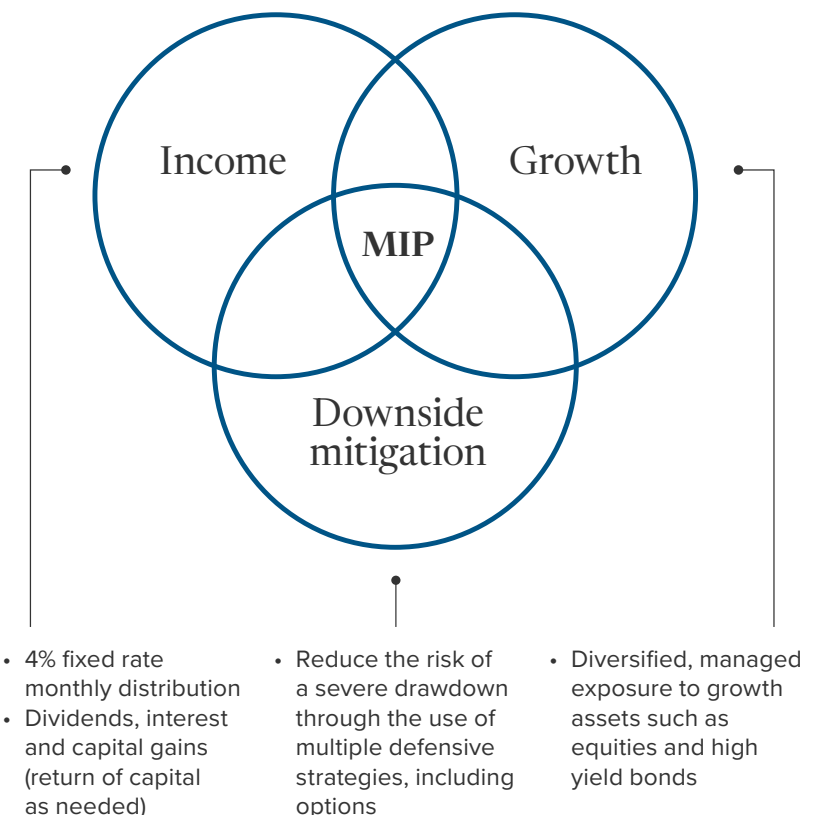 Income
Growth
MIP
Downside
mitigation
• 4% fixed rate
monthly distribution
• Dividends, interest
and capital gains
(return of capital
as needed)
• Reduce the risk of
a severe drawdown
through the use of
multiple defensive
strategies, including
options
• Diversified, managed
exposure to growth
assets such as
equities and high
yield bonds